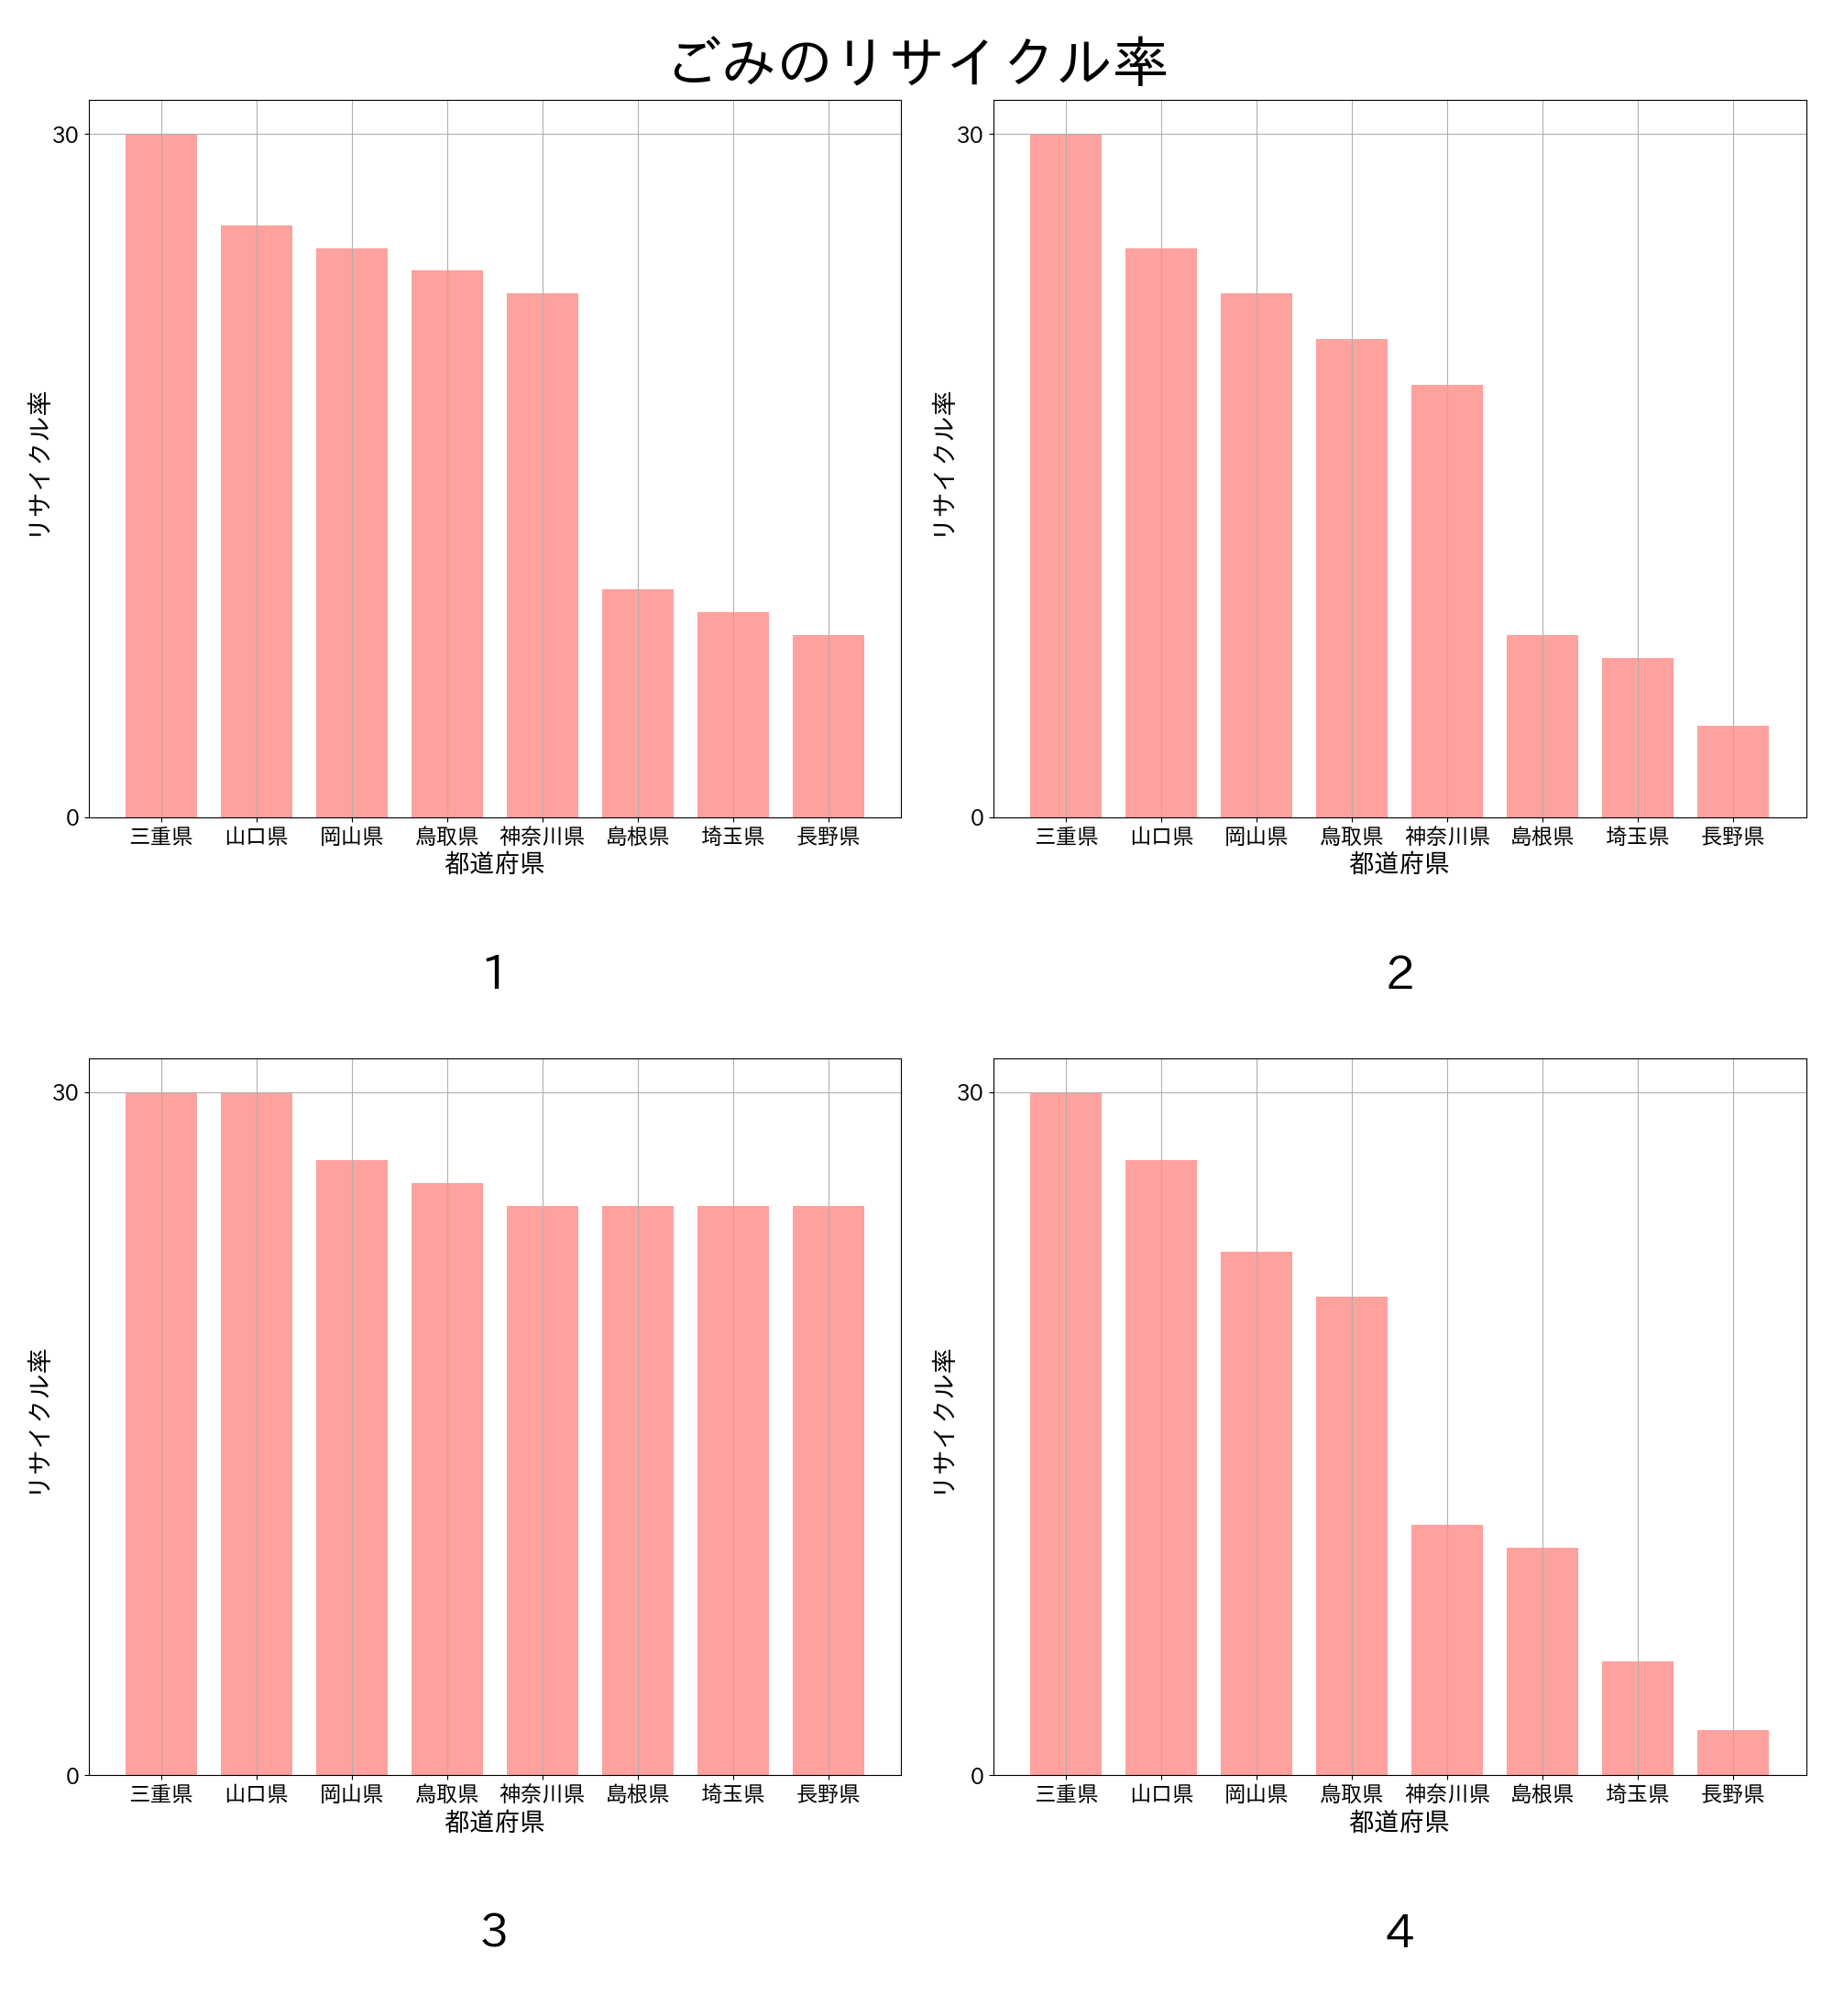 ごみのリサイクル率
30
0
リサイクル率
三重県 山口県 岡山県 鳥取県 神奈川県 島根県 埼玉県 長野県
都道府県
1
30
0
リサイクル率
三重県 山口県 岡山県 鳥取県 神奈川県 島根県 埼玉県 長野県
都道府県
2
30
0
リサイクル率
三重県 山口県 岡山県 鳥取県 神奈川県 島根県 埼玉県 長野県
都道府県
3
30
0
リサイクル率
三重県 山口県 岡山県 鳥取県 神奈川県 島根県 埼玉県 長野県
都道府県
4